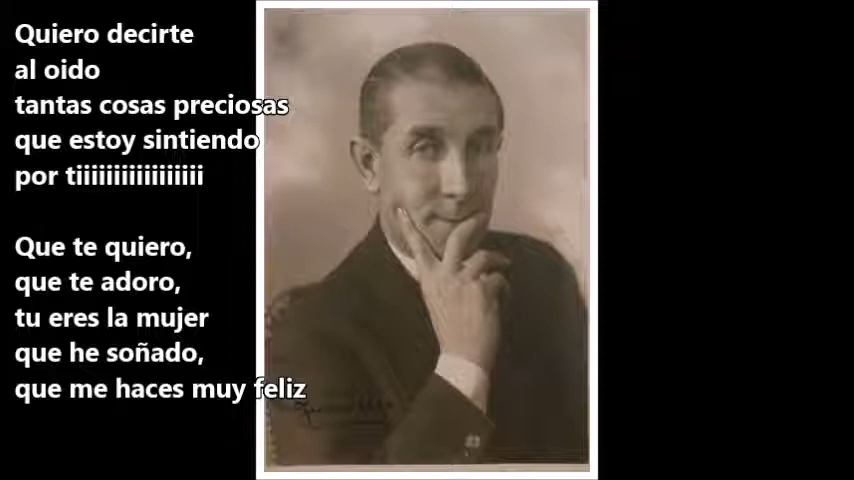 Quiero decirte
al oido
tantas cosas preciosas
que estoy sintiendo
por tiiiiiiiiiiiiiiiiii

Que te quiero,
que te adoro,
tu eres la mujer
que he soñado,
que me haces muy feliz